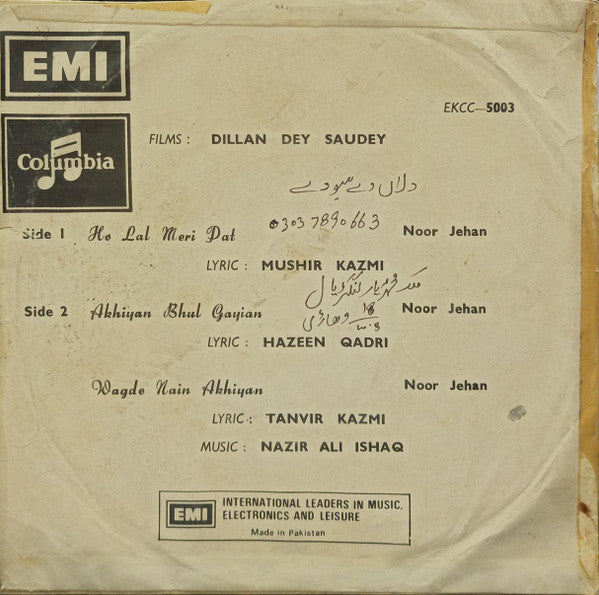 EMI
Columbia
EKCC—5003
FILMS : DILLAN DEY SAUDEY
دلاں دے سودے
Side 1 Ho Lal Meri Pat 03037890663 Noor Jehan
LYRIC : MUSHIR KAZMI
Side 2 Akhiyan Bhul Gayian Noor Jehan
وھاڑی
LYRIC : HAZEEN QADRI
Wagde Nain Akhiyan Noor Jehan
LYRIC : TANVIR KAZMI
MUSIC : NAZIR ALI ISHAQ
EMI INTERNATIONAL LEADERS IN MUSIC,
ELECTRONICS AND LEISURE
Made in Pakistan